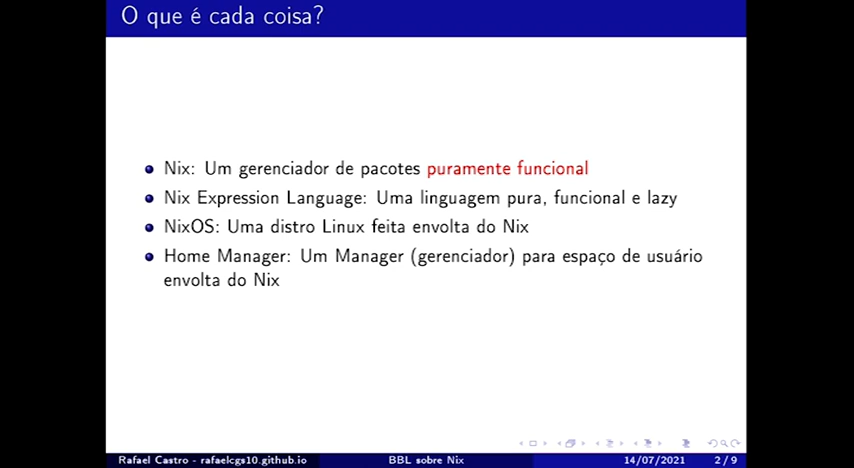 O que é cada coisa?
Nix: Um gerenciador de pacotes puramente funcional
Nix Expression Language: Uma linguagem pura, funcional e lazy
NixOS: Uma distro Linux feita envolta do Nix
Home Manager: Um Manager (gerenciador) para espaço de usuário
envolta do Nix
Rafael Castro - rafaelcgs10.github.io BBL sobre Nix 14/07/2021 2 / 9